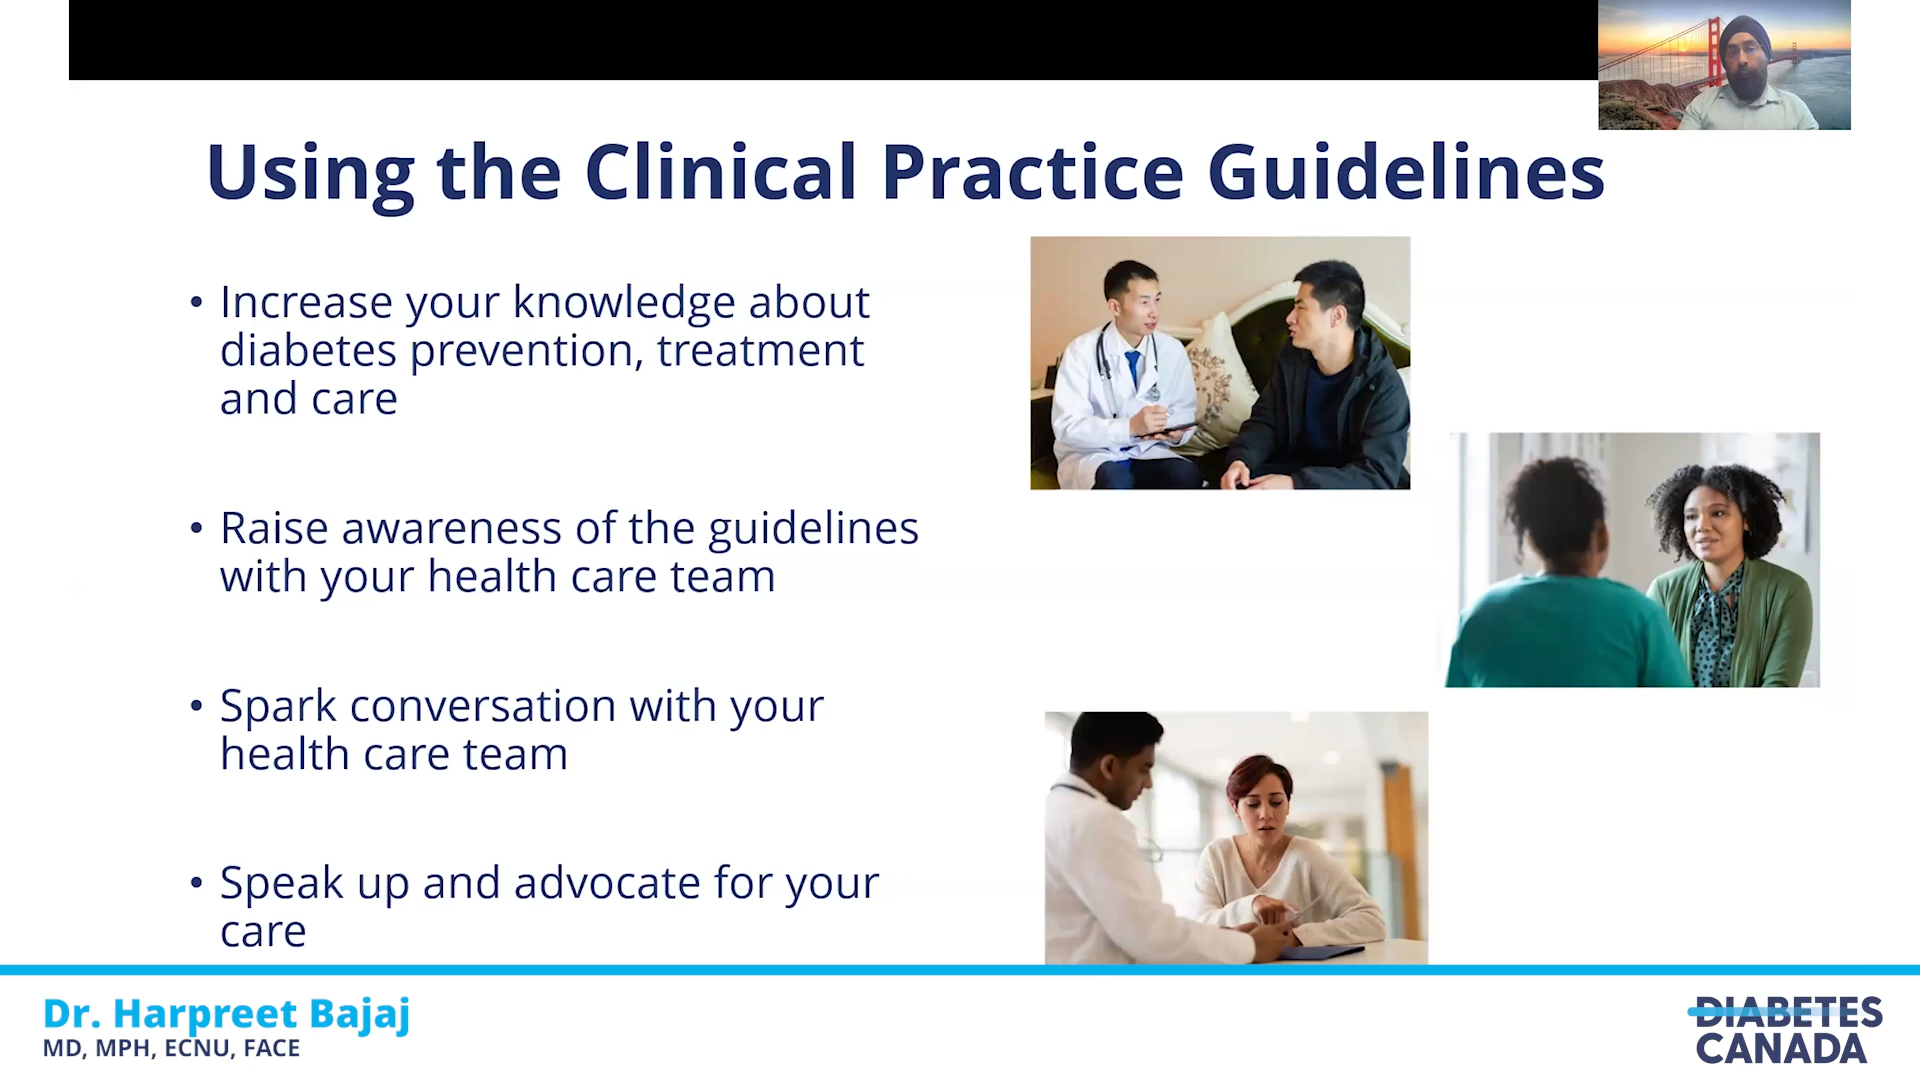 Using the Clinical Practice Guidelines
• Increase your knowledge about
diabetes prevention, treatment
and care
• Raise awareness of the guidelines
with your health care team
• Spark conversation with your
health care team
• Speak up and advocate for your
care
Dr. Harpreet Bajaj
MD, MPH, ECNU, FACE
DIABETES
CANADA